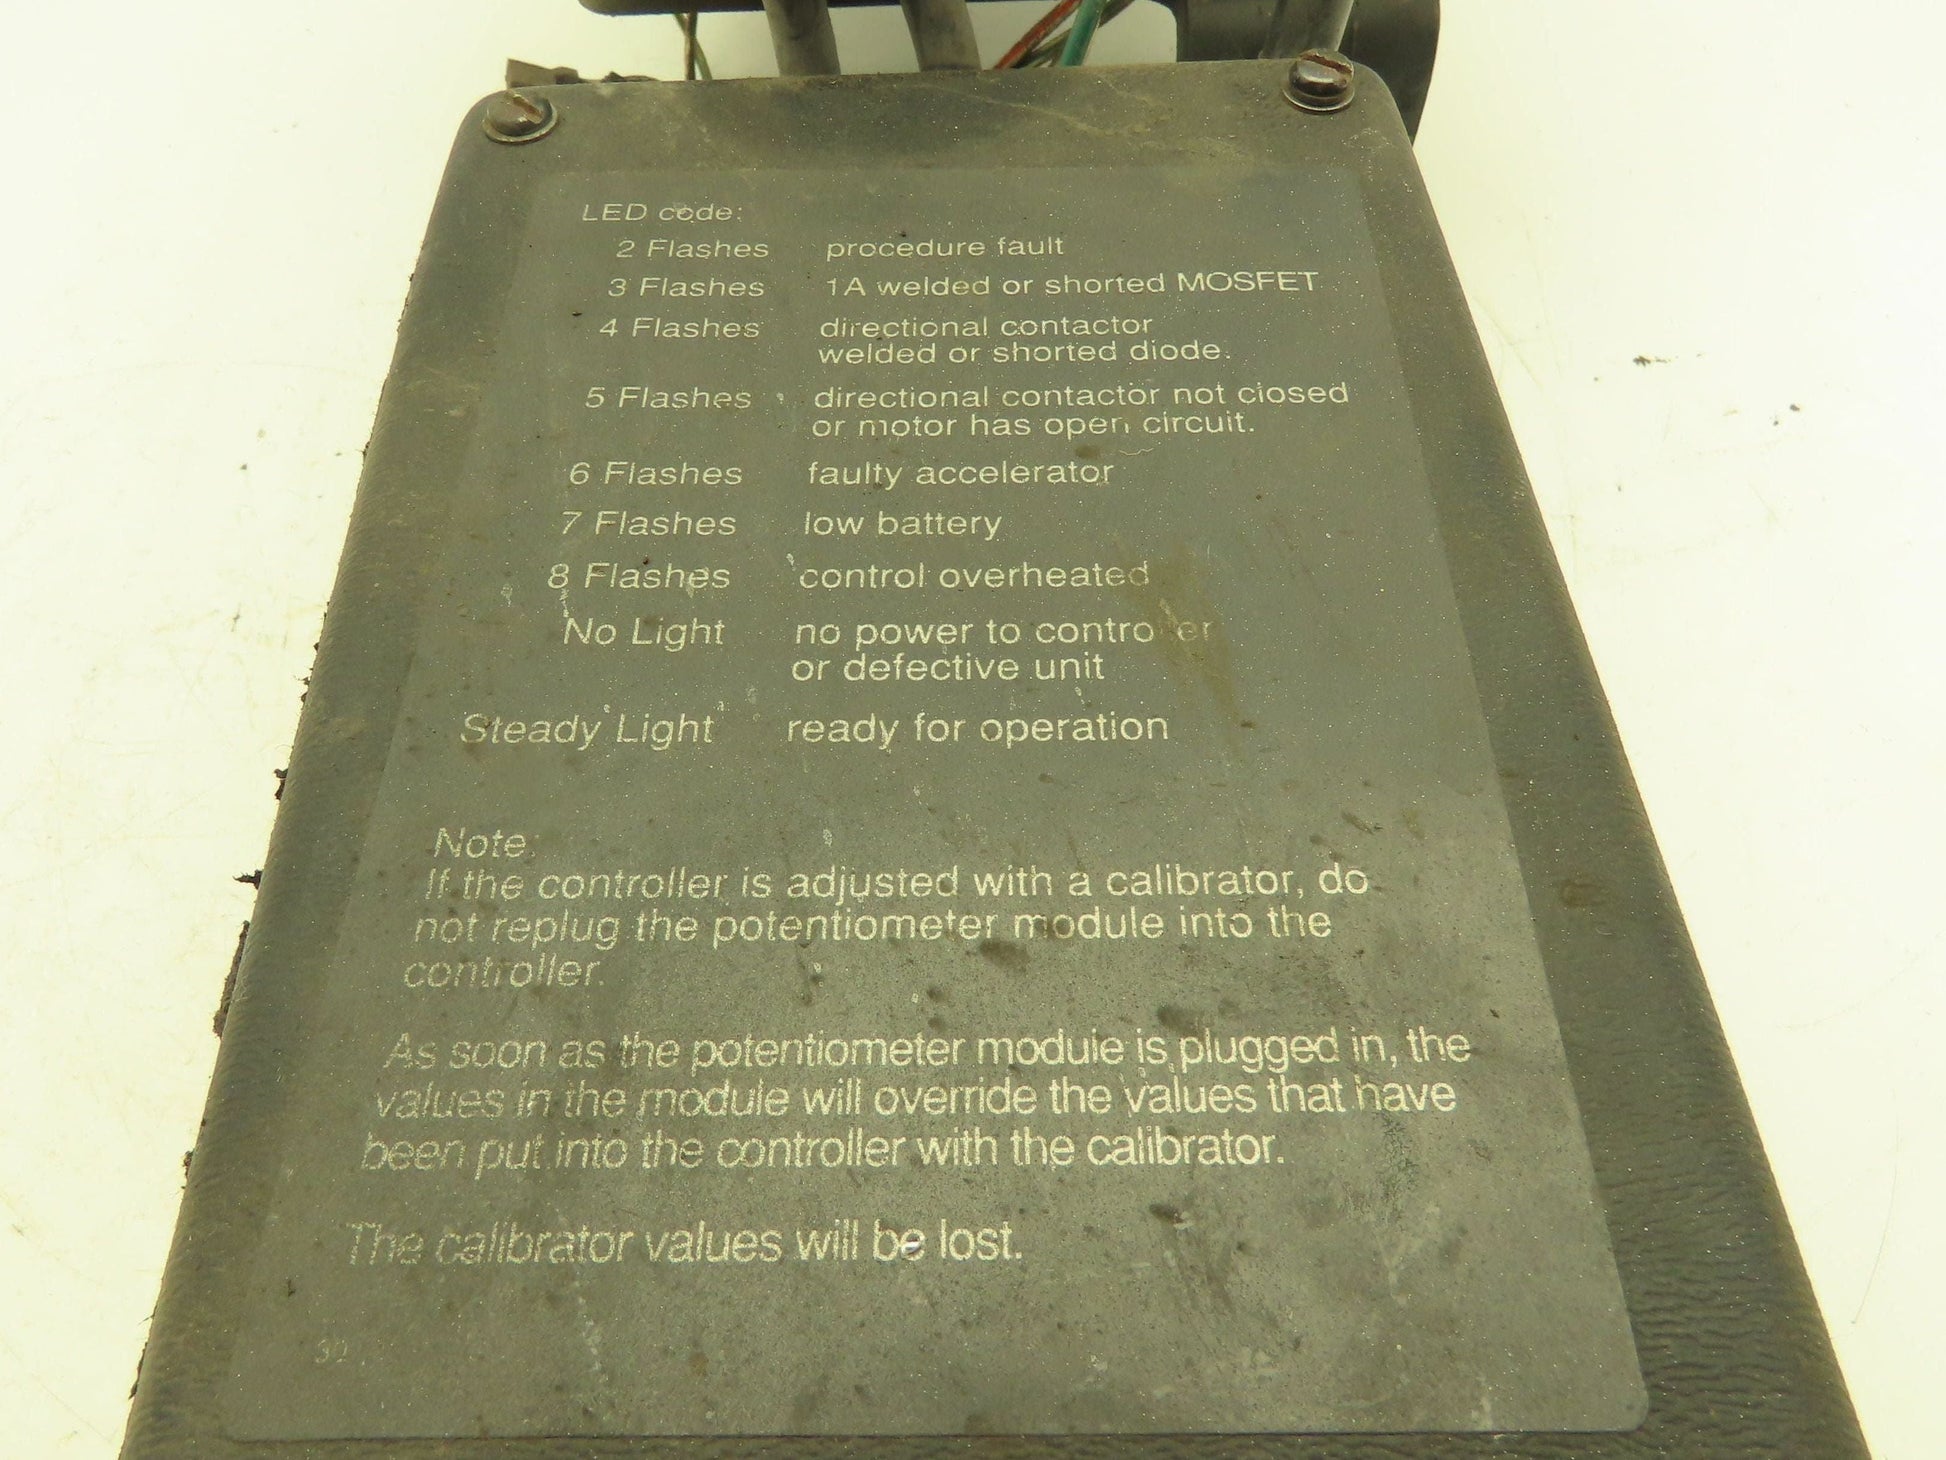 LED code:
2 Flashes procedure fault
3 Flashes 1A welded or shorted MOSFET
4 Flashes directional contactor
welded or shorted diode.
5 Flashes directional contactor not closed
or motor has open circuit.
6 Flashes faulty accelerator
7 Flashes low battery
8 Flashes control overheated
No Light no power to controller
or defective unit
Steady Light ready for operation
Note:
If the controller is adjusted with a calibrator, do
not replug the potentiometer module into the
controller.
As soon as the potentiometer module is plugged in, the
values in the module will override the values that have
been put into the controller with the calibrator.
The calibrator values will be lost.